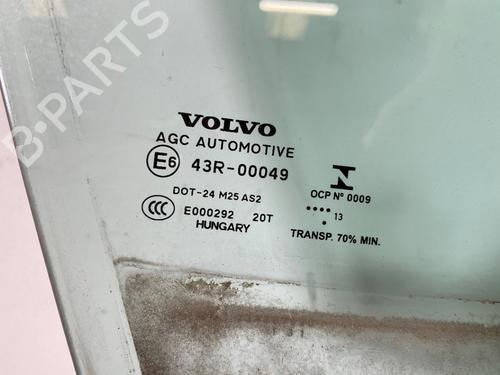 B-PARTS
VOLVO
AGC AUTOMOTIVE
E6 43R-00049
DOT-24 M25 AS2
CCC E000292 20T
HUNGARY
OCP Nº 0009
.... 13
.
TRANSP. 70% MIN.